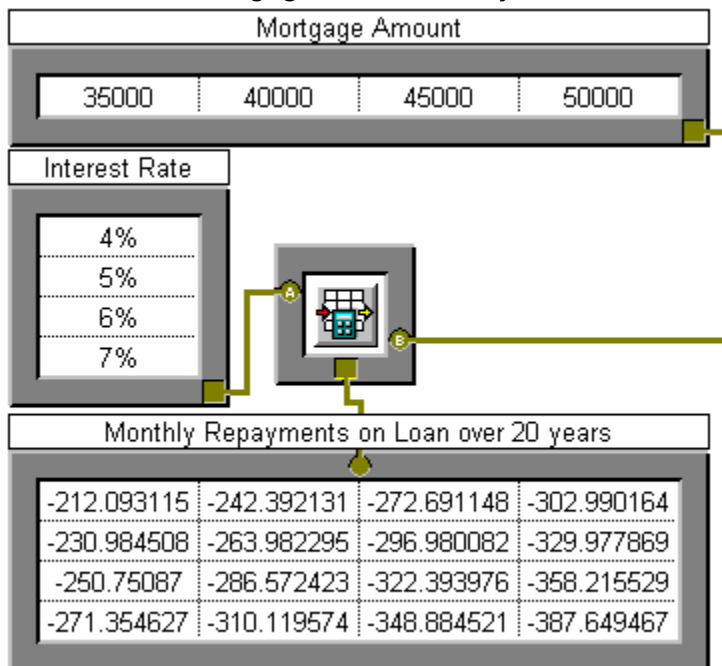 Mortgage Amount
35000 40000 45000 50000
Interest Rate
4%
5%
6%
7%
A
B
Monthly Repayments on Loan over 20 years
-212.093115 -242.392131 -272.691148 -302.990164
-230.984508 -263.982295 -296.980082 -329.977869
-250.75087 -286.572423 -322.393976 -358.215529
-271.354627 -310.119574 -348.884521 -387.649467